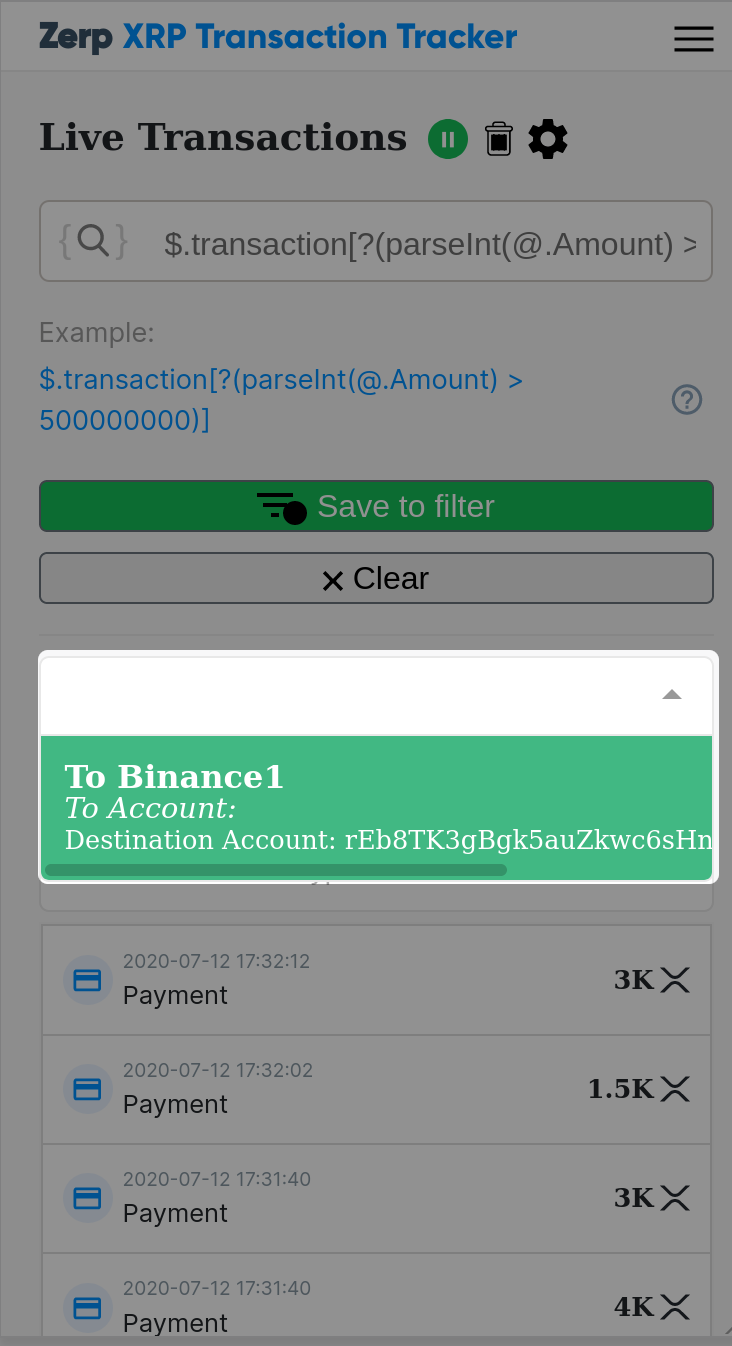 Zerp XRP Transaction Tracker
Live Transactions
{ } $.transaction[?(parseInt(@.Amount) >
Example:
$.transaction[?(parseInt(@.Amount) >
500000000)]
Save to filter
Clear
To Binance1
To Account:
Destination Account: rEb8TK3gBgk5auZkwc6sHn
2020-07-12 17:32:12
Payment
3K
2020-07-12 17:32:02
Payment
1.5K
2020-07-12 17:31:40
Payment
3K
2020-07-12 17:31:40
Payment
4K